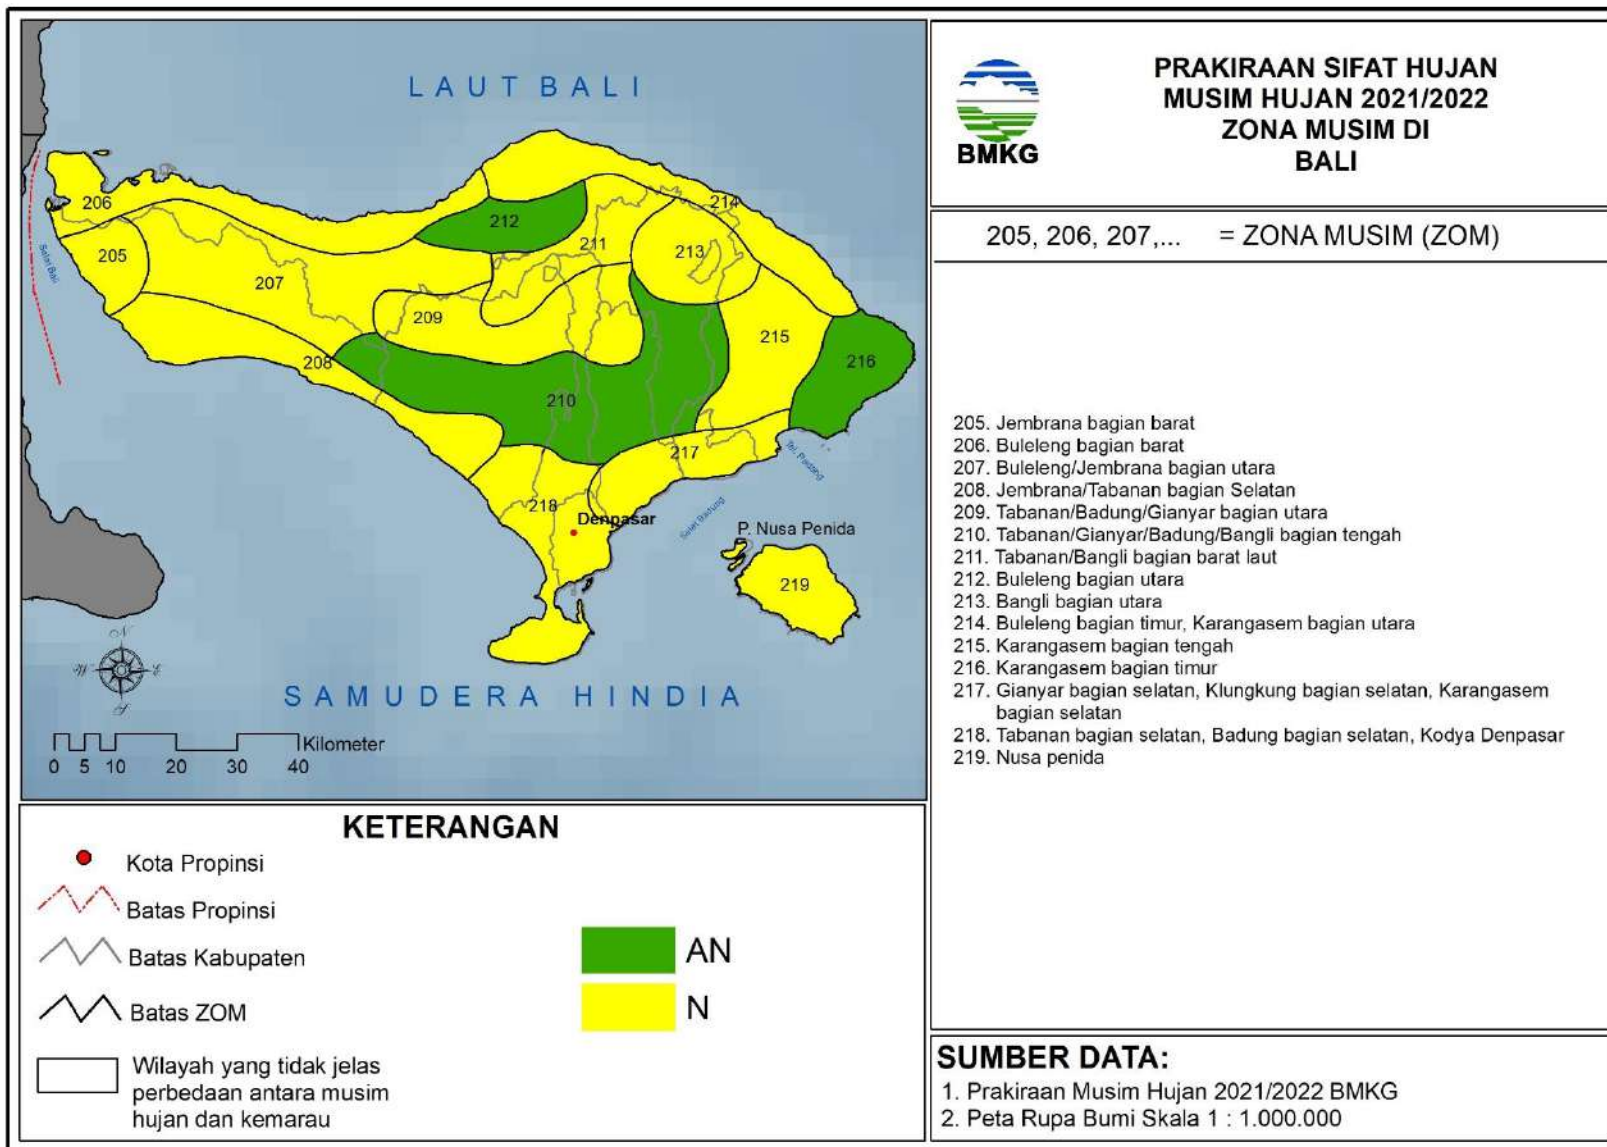 LAUT BALI
206
205
207
208
209
210
211
212
213
214
215
216
217
218
219
Selat Bali
Tel. Padang
Selat Badung
Denpasar
P. Nusa Penida
N
S
SAMUDERA HINDIA
Kilometer
0 5 10 20 30 40
BMKG
PRAKIRAAN SIFAT HUJAN
MUSIM HUJAN 2021/2022
ZONA MUSIM DI
BALI
205, 206, 207,... = ZONA MUSIM (ZOM)
205. Jembrana bagian barat
206. Buleleng bagian barat
207. Buleleng/Jembrana bagian utara
208. Jembrana/Tabanan bagian Selatan
209. Tabanan/Badung/Gianyar bagian utara
210. Tabanan/Gianyar/Badung/Bangli bagian tengah
211. Tabanan/Bangli bagian barat laut
212. Buleleng bagian utara
213. Bangli bagian utara
214. Buleleng bagian timur, Karangasem bagian utara
215. Karangasem bagian tengah
216. Karangasem bagian timur
217. Gianyar bagian selatan, Klungkung bagian selatan, Karangasem
bagian selatan
218. Tabanan bagian selatan, Badung bagian selatan, Kodya Denpasar
219. Nusa penida
KETERANGAN
Kota Propinsi
Batas Propinsi
Batas Kabupaten
Batas ZOM
Wilayah yang tidak jelas
perbedaan antara musim
hujan dan kemarau
AN
N
SUMBER DATA:
1. Prakiraan Musim Hujan 2021/2022 BMKG
2. Peta Rupa Bumi Skala 1 : 1.000.000